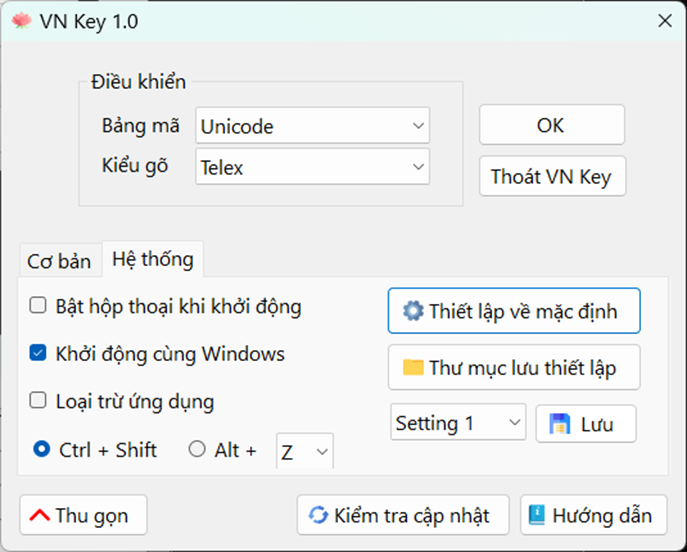 VN Key 1.0
Điều khiển
Bảng mã Unicode
Kiểu gõ Telex
OK
Thoát VN Key
Cơ bản Hệ thống
Bật hộp thoại khi khởi động
Khởi động cùng Windows
Loại trừ ứng dụng
Ctrl + Shift Alt + Z
Thiết lập về mặc định
Thư mục lưu thiết lập
Setting 1 Lưu
Thu gọn Kiểm tra cập nhật Hướng dẫn